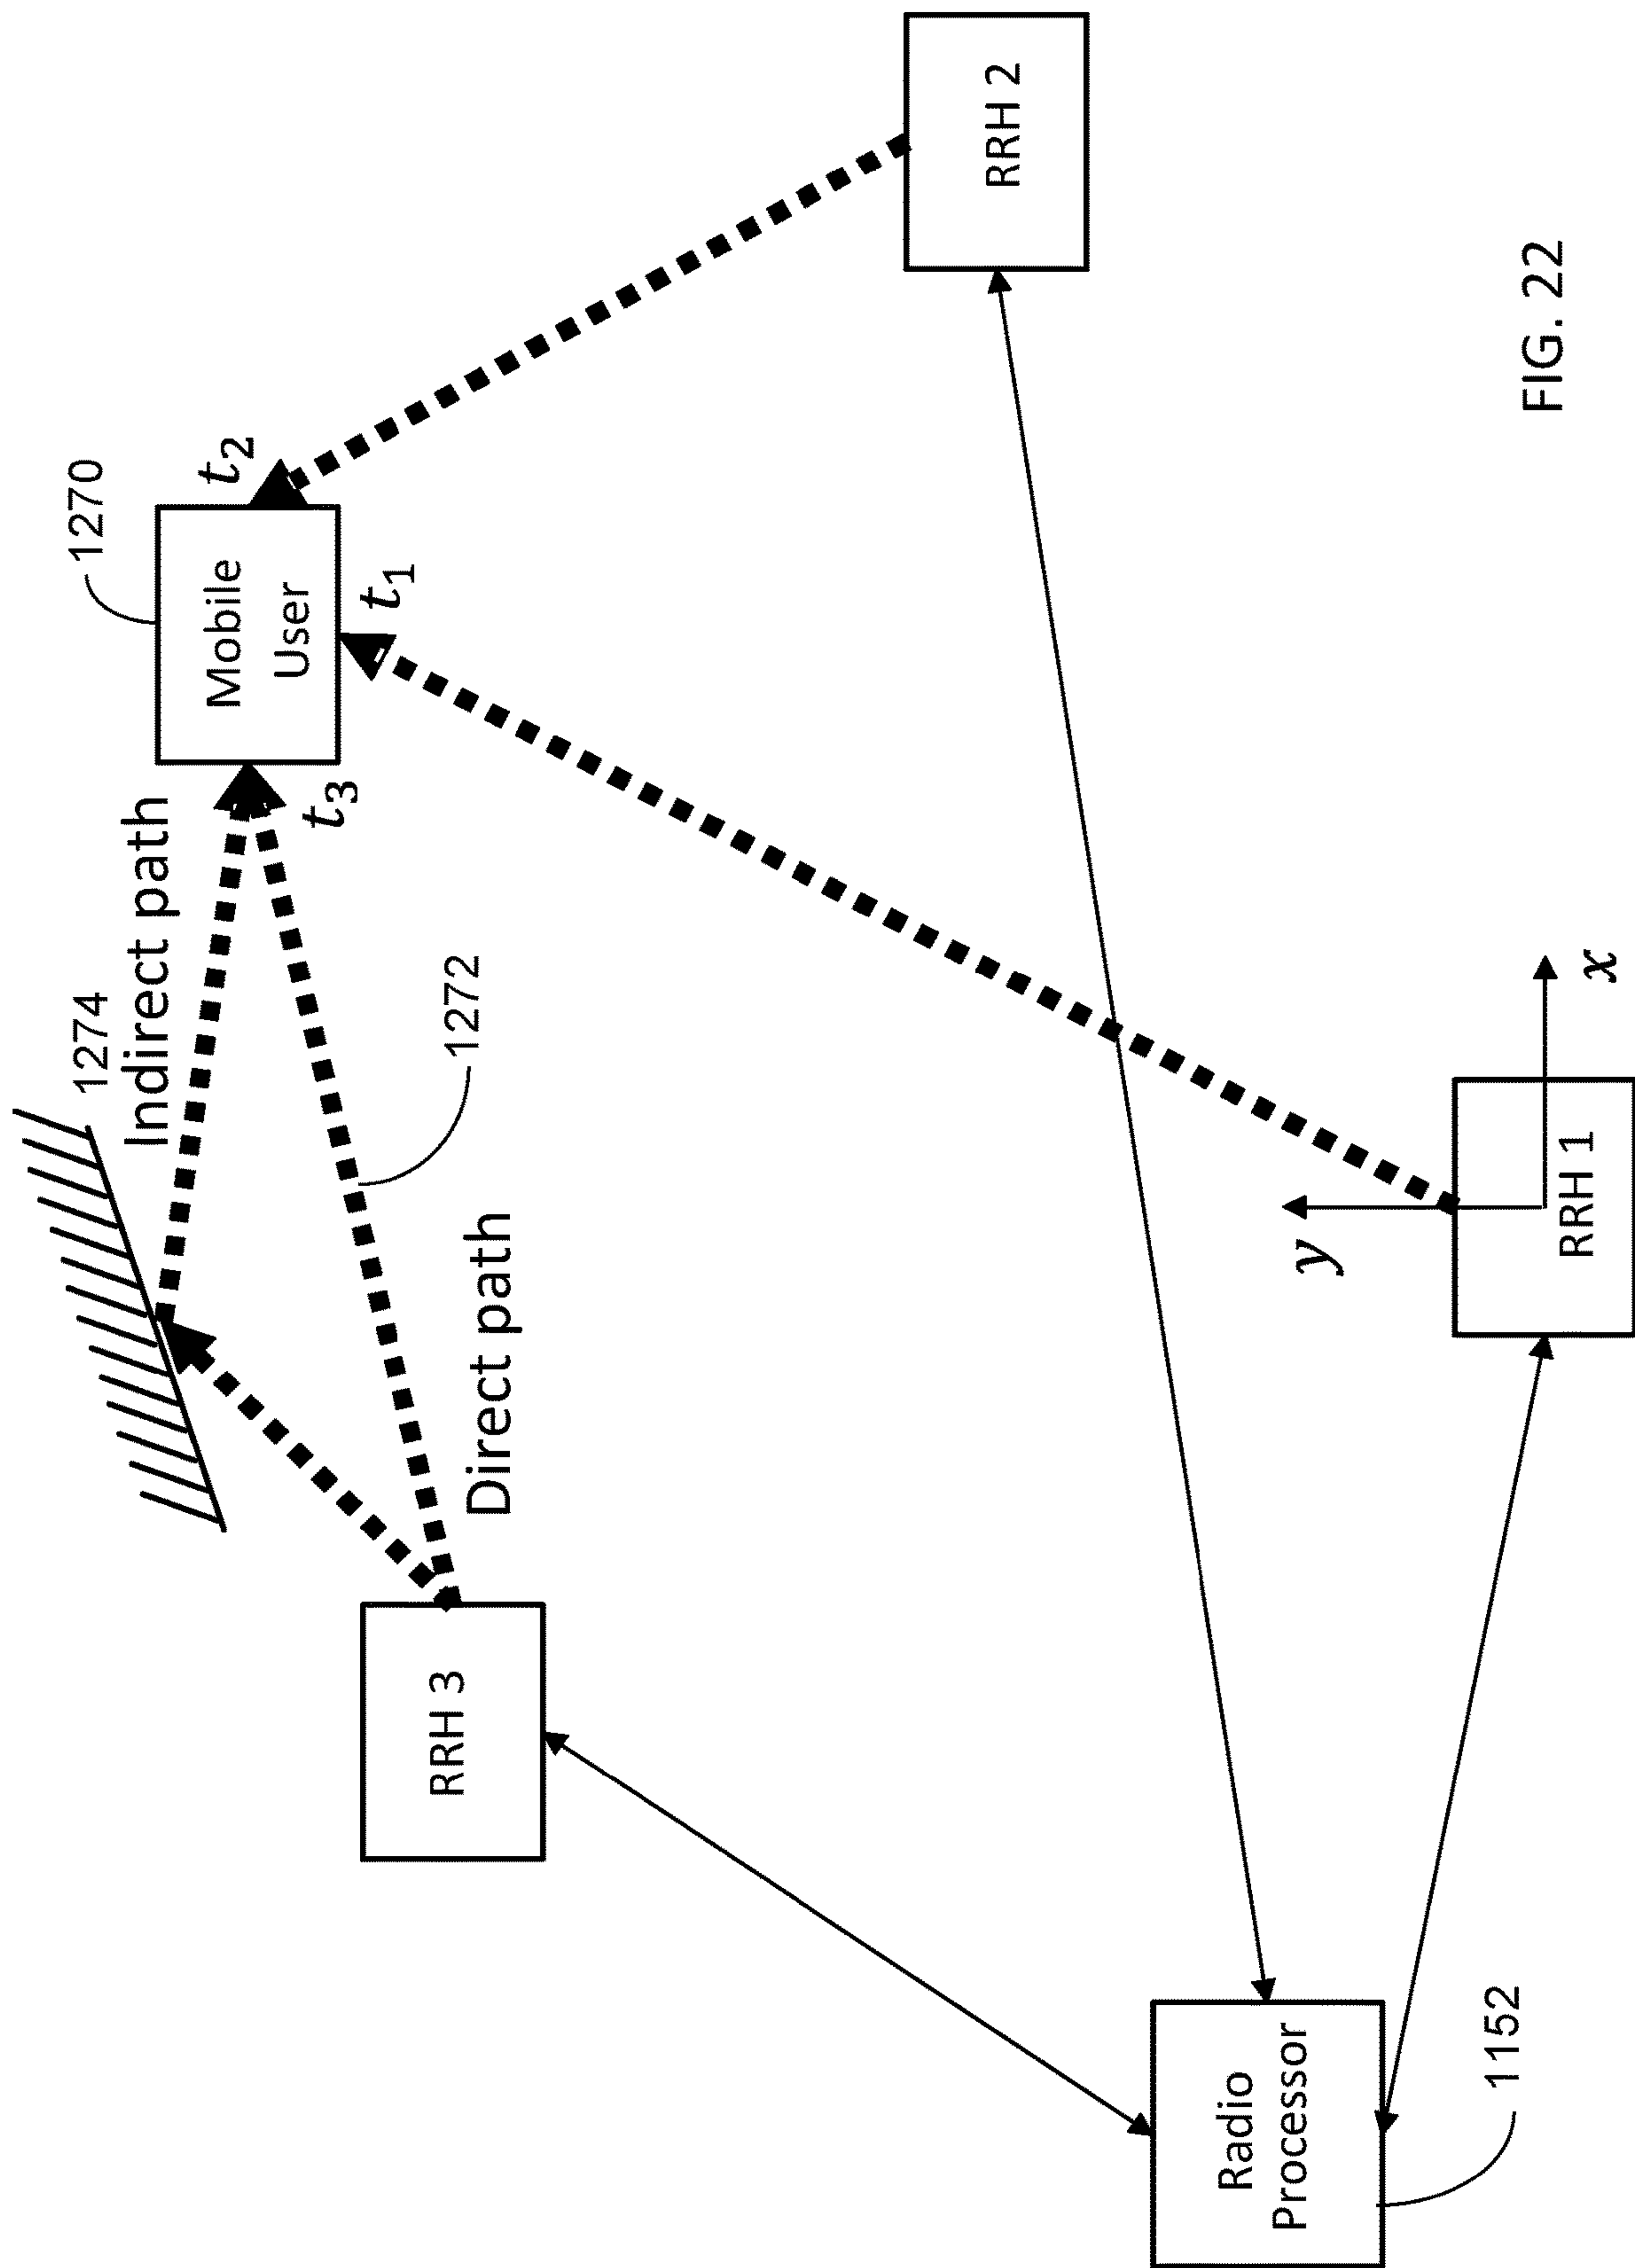 1274
Indirect path
1270
Mobile
User
t₂
t₃
t₁
1272
Direct path
RRH 3
RRH 2
Radio
Processor
1152
y
RRH 1
x
FIG. 22